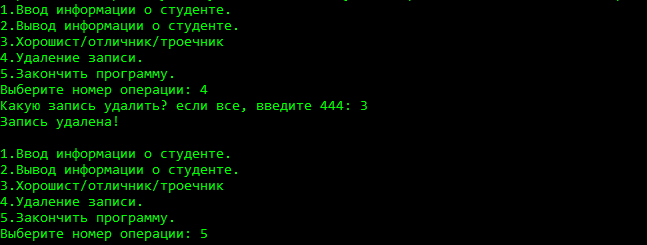 1.Ввод информации о студенте.
2.Вывод информации о студенте.
3.Хорошист/отличник/троечник
4.Удаление записи.
5.Закончить программу.
Выберите номер операции: 4
Какую запись удалить? если все, введите 444: 3
Запись удалена!
1.Ввод информации о студенте.
2.Вывод информации о студенте.
3.Хорошист/отличник/троечник
4.Удаление записи.
5.Закончить программу.
Выберите номер операции: 5